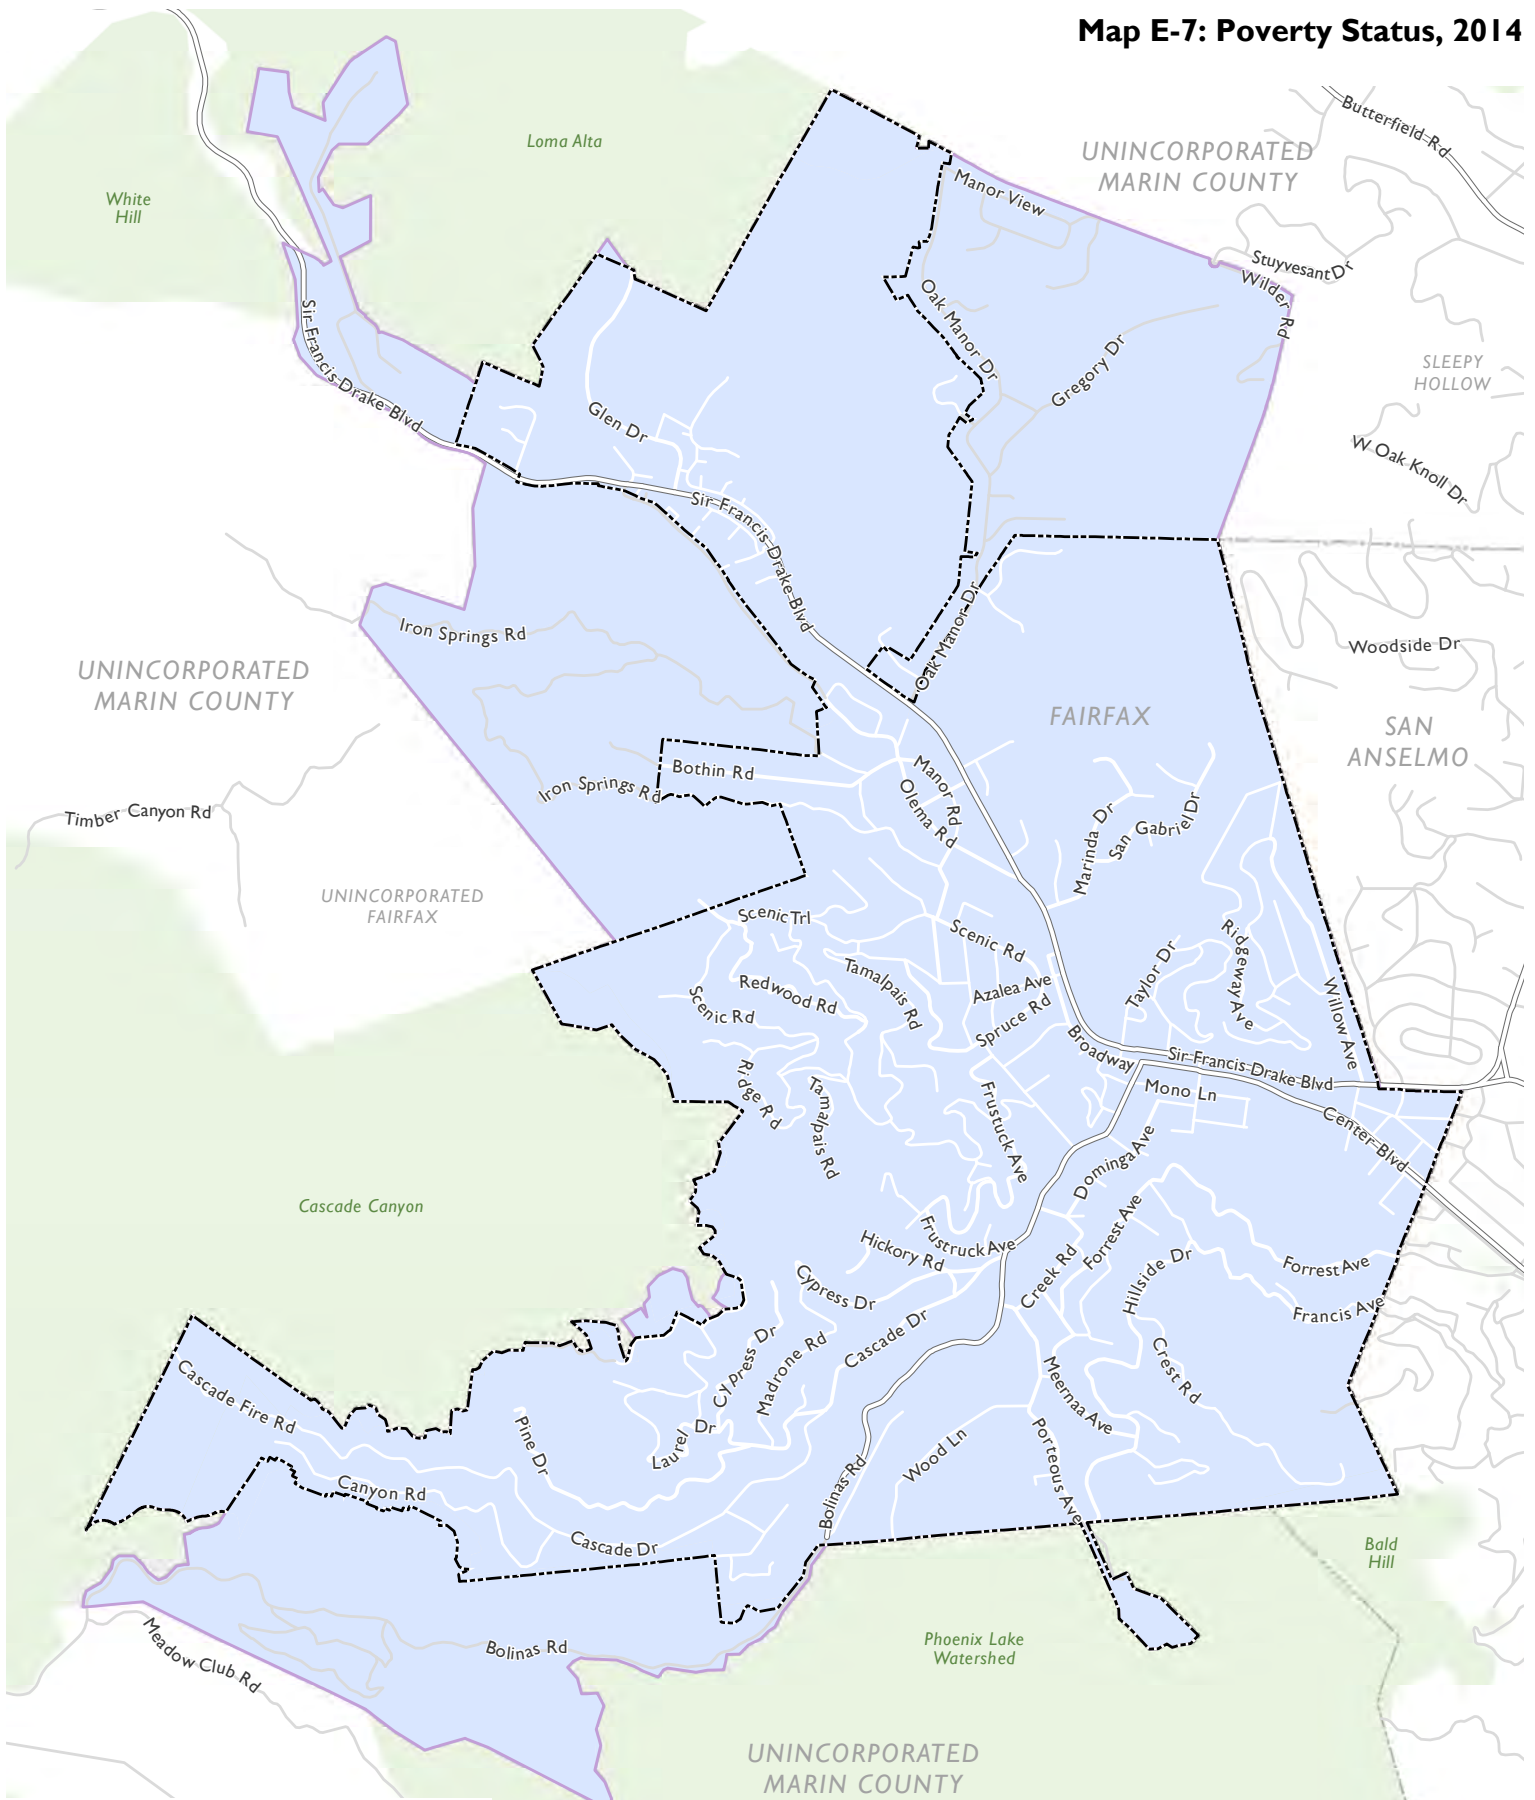 Map E-7: Poverty Status, 2014
Butterfield Rd
Loma Alta
UNINCORPORATED
MARIN COUNTY
White
Hill
Manor View
Stuyvesant Dr
Wilder Rd
Oak Manor Dr
Sir Francis Drake Blvd
Gregory Dr
SLEEPY
HOLLOW
Glen Dr
W Oak Knoll Dr
Sir Francis Drake Blvd
Oak Manor Dr
Iron Springs Rd
Woodside Dr
UNINCORPORATED
MARIN COUNTY
FAIRFAX
SAN
ANSELMO
Bothin Rd
Manor Rd
Iron Springs Rd
Olema Rd
Timber Canyon Rd
Marinda Dr
San Gabriel Dr
UNINCORPORATED
FAIRFAX
Scenic Trl
Scenic Rd
Ridgeway Ave
Taylor Dr
Tamalpais Rd
Redwood Rd
Azalea Ave
Scenic Rd
Spruce Rd
Willow Ave
Broadway
Sir Francis Drake Blvd
Ridge Rd
Tamalpais Rd
Frustuck Ave
Mono Ln
Center Blvd
Dominga Ave
Cascade Canyon
Forrest Ave
Frustruck Ave
Hickory Rd
Creek Rd
Hillside Dr
Forrest Ave
Cypress Dr
Francis Ave
Cypress Dr
Madrone Rd
Cascade Dr
Crest Rd
Cascade Fire Rd
Meernaa Ave
Pine Dr
Laurel Dr
Porteous Ave
Wood Ln
Bolinas Rd
Canyon Rd
Cascade Dr
Bald
Hill
Meadow Club Rd
Bolinas Rd
Phoenix Lake
Watershed
UNINCORPORATED
MARIN COUNTY